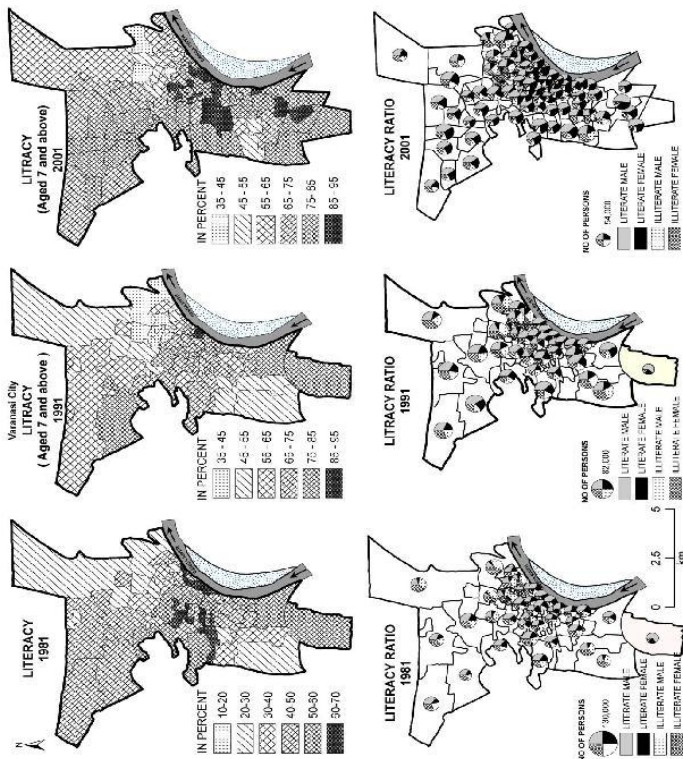 N
LITERACY
1981
IN PERCENT
10-20
20-30
30-40
40-50
50-60
60-70
Varanasi City
LITRACY
(Aged 7 and above )
1991
IN PERCENT
35 - 45
45 - 55
55 - 65
65 - 75
75 - 85
85 - 95
LITRACY
(Aged 7 and above)
2001
IN PERCENT
35 - 45
45 - 55
55 - 65
65 - 75
75- 85
85 - 95
LITERACY RATIO
1981
NO OF PERSONS
LITERATE MALE
LITERATE FEMALE
ILLITERATE MALE
ILLITERATE FEMALE
0 2.5 5
km
LITRACY RATIO
1991
NO OF PERSONS
82,000
LITERATE MALE
LITERATE FEMALE
ILLITERATE MALE
ILLITERATE FEMALE
LITERACY RATIO
2001
NO OF PERSONS
54,000
LITERATE MALE
LITERATE FEMALE
ILLITERATE MALE
ILLITERATE FEMALE